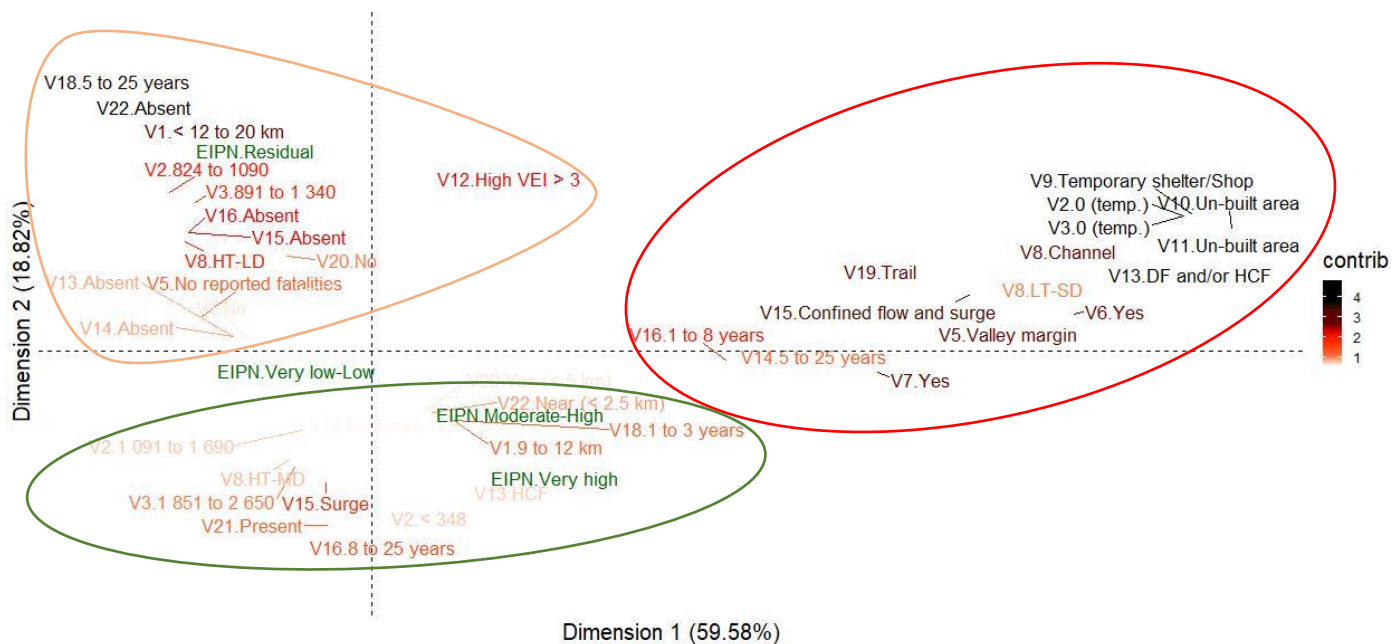 V18.5 to 25 years
V22.Absent
V1.< 12 to 20 km
EIPN.Residual
V2.824 to 1090
V3.891 to 1 340
V16.Absent
V15.Absent
V8.HT-LD
V20.No
V13.Absent
V5.No reported fatalities
V14.Absent
V12.High VEI > 3
V9.Temporary shelter/Shop
V2.0 (temp.)
V10.Un-built area
V3.0 (temp.)
V11.Un-built area
V8.Channel
V13.DF and/or HCF
V19.Trail
V8.LT-SD
V15.Confined flow and surge
V6.Yes
V16.1 to 8 years
V5.Valley margin
V14.5 to 25 years
V7.Yes
EIPN.Very low-Low
V20.Yes (< 5 km)
V22.Near (< 2.5 km)
EIPN.Moderate-High
V12.Moderate
V18.1 to 3 years
V2.1 091 to 1 690
V1.9 to 12 km
V8.HT-MD
EIPN.Very high
V3.1 851 to 2 650
V15.Surge
V13.HCF
V21.Present
V2.< 348
V16.8 to 25 years
Dimension 2 (18.82%)
Dimension 1 (59.58%)
contrib
4
3
2
1